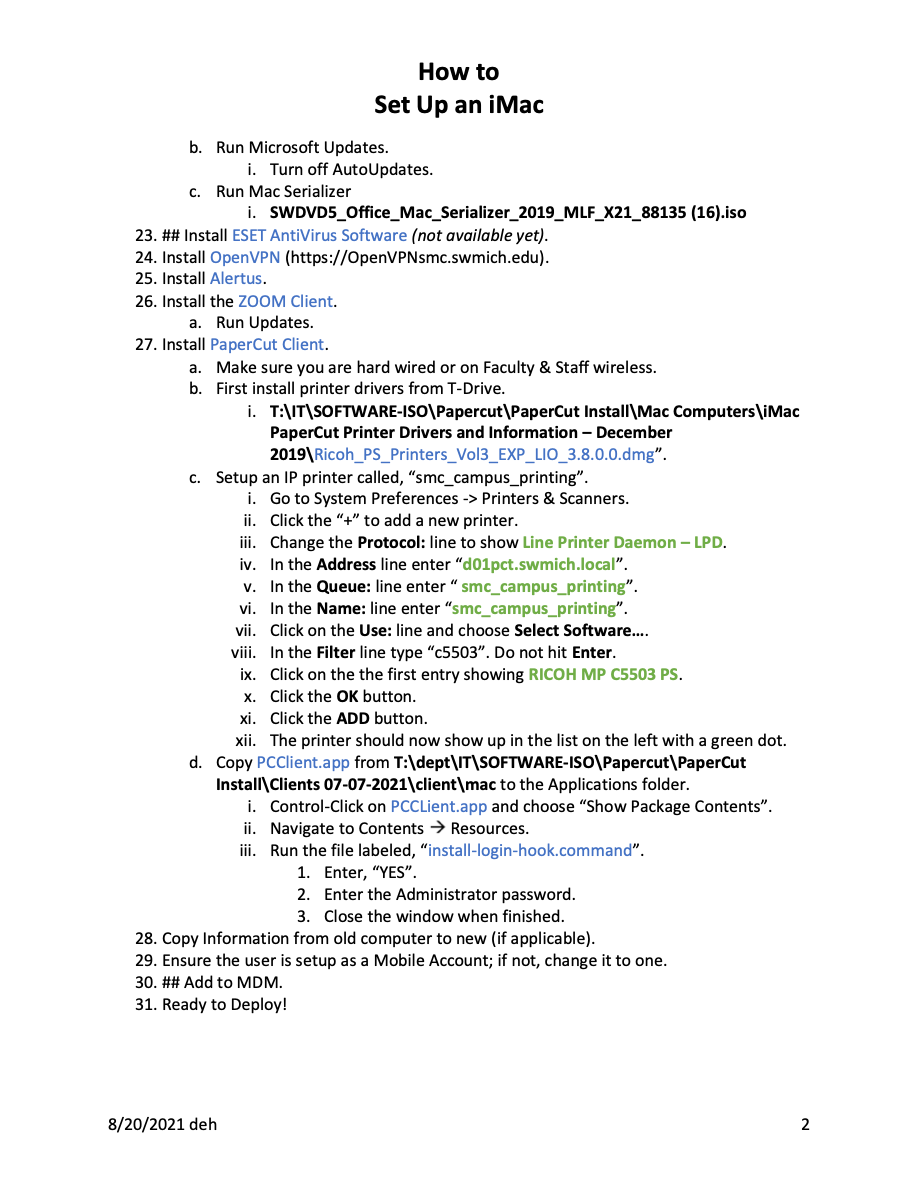 How to
Set Up an iMac
b. Run Microsoft Updates.
i. Turn off AutoUpdates.
c. Run Mac Serializer
i. SWDVD5_Office_Mac_Serializer_2019_MLF_X21_88135 (16).iso
23. ## Install ESET AntiVirus Software (not available yet).
24. Install OpenVPN (https://OpenVPNsmc.swmich.edu).
25. Install Alertus.
26. Install the ZOOM Client.
a. Run Updates.
27. Install PaperCut Client.
a. Make sure you are hard wired or on Faculty & Staff wireless.
b. First install printer drivers from T-Drive.
i. T:\IT\SOFTWARE-ISO\Papercut\PaperCut Install\Mac Computers\iMac
PaperCut Printer Drivers and Information – December
2019\Ricoh_PS_Printers_Vol3_EXP_LIO_3.8.0.0.dmg”.
c. Setup an IP printer called, “smc_campus_printing”.
i. Go to System Preferences -> Printers & Scanners.
ii. Click the “+” to add a new printer.
iii. Change the Protocol: line to show Line Printer Daemon – LPD.
iv. In the Address line enter “d01pct.swmich.local”.
v. In the Queue: line enter “ smc_campus_printing”.
vi. In the Name: line enter “smc_campus_printing”.
vii. Click on the Use: line and choose Select Software….
viii. In the Filter line type “c5503”. Do not hit Enter.
ix. Click on the the first entry showing RICOH MP C5503 PS.
x. Click the OK button.
xi. Click the ADD button.
xii. The printer should now show up in the list on the left with a green dot.
d. Copy PCClient.app from T:\dept\IT\SOFTWARE-ISO\Papercut\PaperCut
Install\Clients 07-07-2021\client\mac to the Applications folder.
i. Control-Click on PCCLient.app and choose “Show Package Contents”.
ii. Navigate to Contents → Resources.
iii. Run the file labeled, “install-login-hook.command”.
1. Enter, “YES”.
2. Enter the Administrator password.
3. Close the window when finished.
28. Copy Information from old computer to new (if applicable).
29. Ensure the user is setup as a Mobile Account; if not, change it to one.
30. ## Add to MDM.
31. Ready to Deploy!
8/20/2021 deh 2